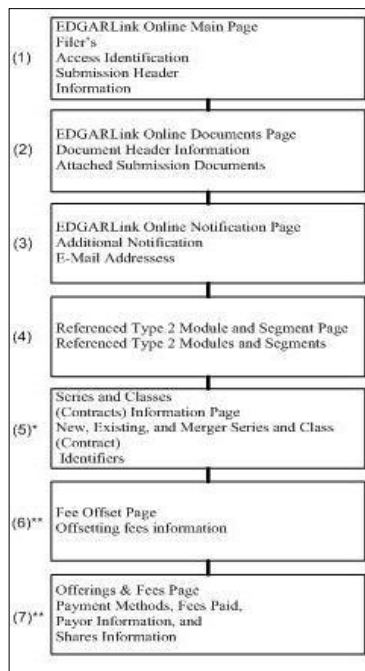 (1)
EDGARLink Online Main Page
Filer's
Access Identification
Submission Header
Information
(2)
EDGARLink Online Documents Page
Document Header Information
Attached Submission Documents
(3)
EDGARLink Online Notification Page
Additional Notification
E-Mail Addressess
(4)
Referenced Type 2 Module and Segment Page
Referenced Type 2 Modules and Segments
(5)*
Series and Classes
(Contracts) Information Page
New, Existing, and Merger Series and Class
(Contract)
Identifiers
(6)**
Fee Offset Page
Offsetting fees information
(7)**
Offerings & Fees Page
Payment Methods, Fees Paid,
Payor Information, and
Shares Information